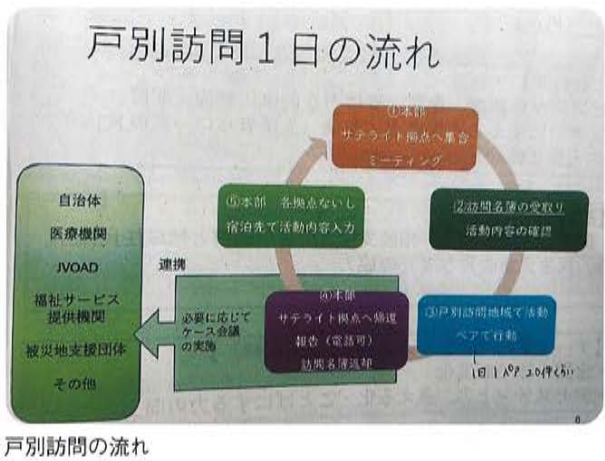 戸別訪問1日の流れ
①本部
サテライト拠点へ集合
ミーティング
⑤本部 各拠点ないし
宿泊先で活動内容入力
②訪問名簿の受取り
活動内容の確認
自治体
医療機関
JVOAD
福祉サービス
提供機関
被災地支援団体
その他
連携
必要に応じて
ケース会議
の実施
④本部
サテライト拠点へ帰還
報告(電話可)
訪問名簿返却
③戸別訪問地域で活動
ペアで行動
1日1ペア 20件くらい
6
戸別訪問の流れ